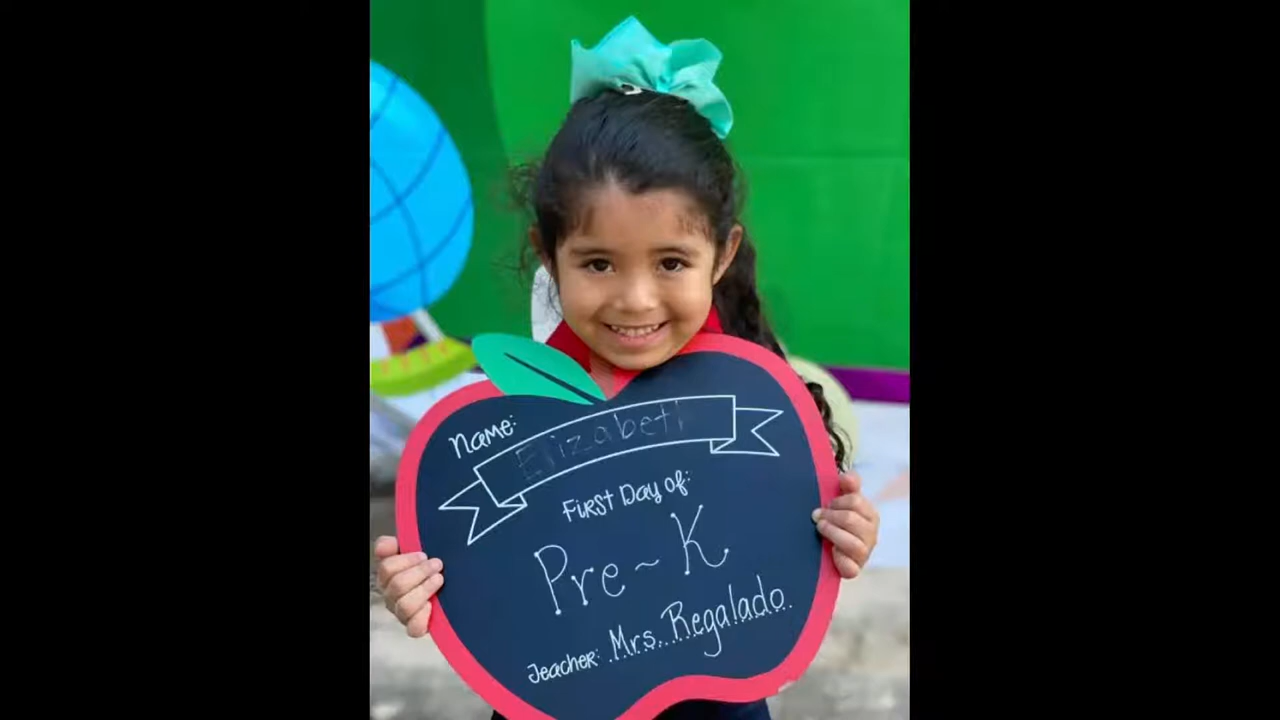 Name:
Elizabeth
First Day of:
Pre-K
Teacher: Mrs. Regalado